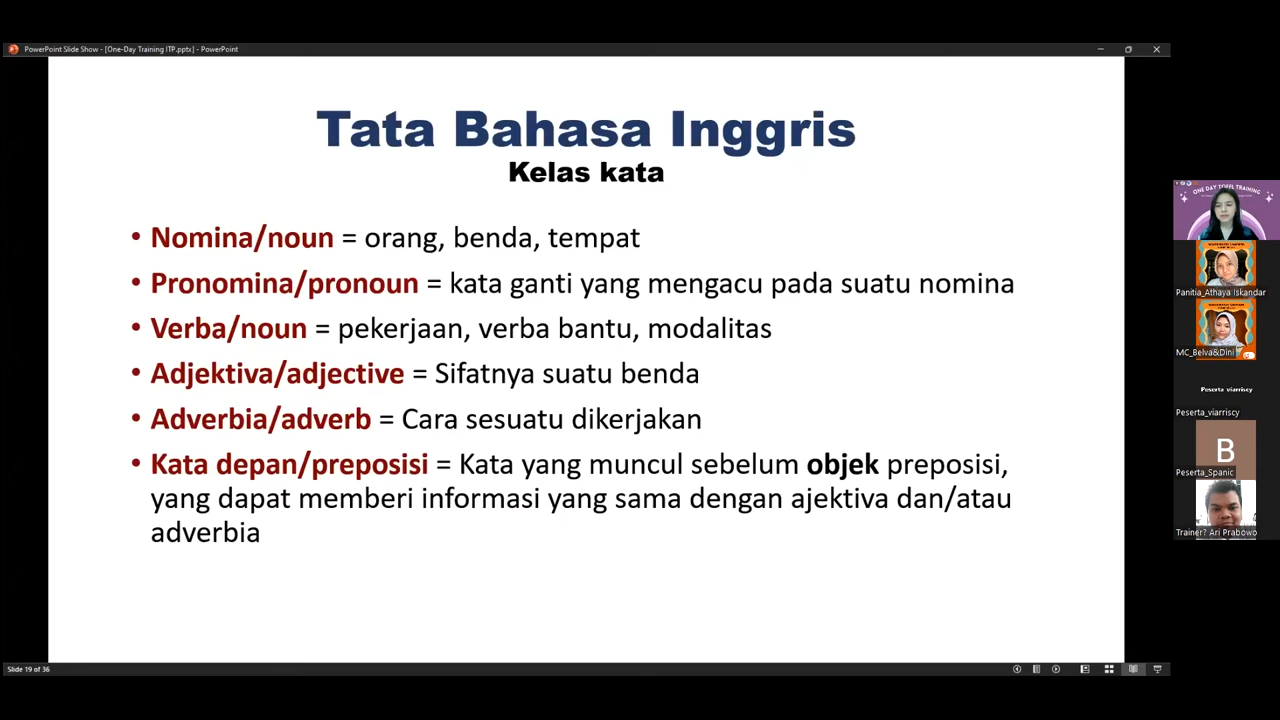 PowerPoint Slide Show - [One-Day Training ITP.pptx] - PowerPoint
Tata Bahasa Inggris
Kelas kata
• Nomina/noun = orang, benda, tempat
• Pronomina/pronoun = kata ganti yang mengacu pada suatu nomina
• Verba/noun = pekerjaan, verba bantu, modalitas
• Adjektiva/adjective = Sifatnya suatu benda
• Adverbia/adverb = Cara sesuatu dikerjakan
• Kata depan/preposisi = Kata yang muncul sebelum objek preposisi,
yang dapat memberi informasi yang sama dengan ajektiva dan/atau
adverbia
ONE DAY TOEFL TRAINING
Panitia_Athaya Iskandar
MC_Belva&Dini
Peserta viarriscy
Peserta_viarriscy
B
Peserta_Spanic
Trainer? Ari Prabowo
Slide 19 of 36